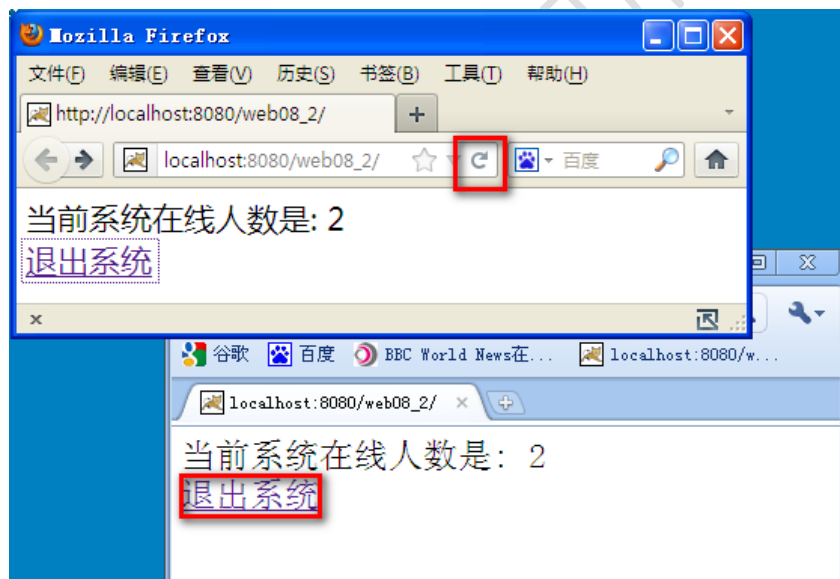 Mozilla Firefox
文件(F) 编辑(E) 查看(V) 历史(S) 书签(B) 工具(T) 帮助(H)
http://localhost:8080/web08_2/
localhost:8080/web08_2/ 百度
当前系统在线人数是: 2
退出系统
×
谷歌 百度 BBC World News在... localhost:8080/w...
localhost:8080/web08_2/
当前系统在线人数是: 2
退出系统